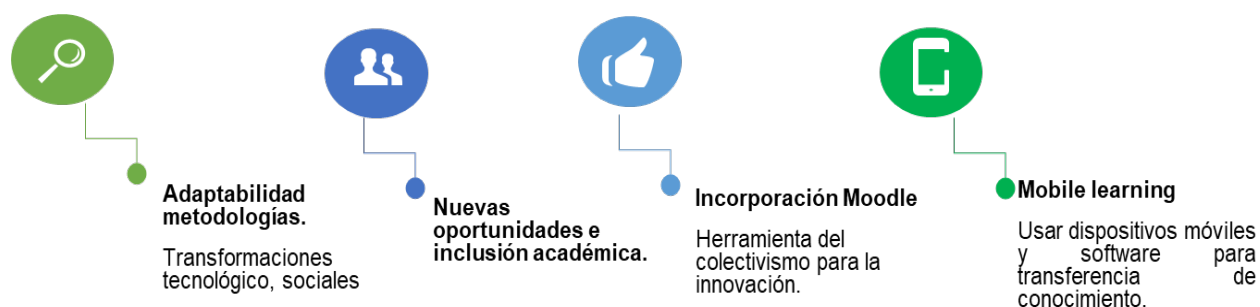 Adaptabilidad
metodologías.
Transformaciones
tecnológico, sociales
Nuevas
oportunidades e
inclusión académica.
Incorporación Moodle
Herramienta del
colectivismo para la
innovación.
Mobile learning
Usar dispositivos móviles
y software para
transferencia de
conocimiento.